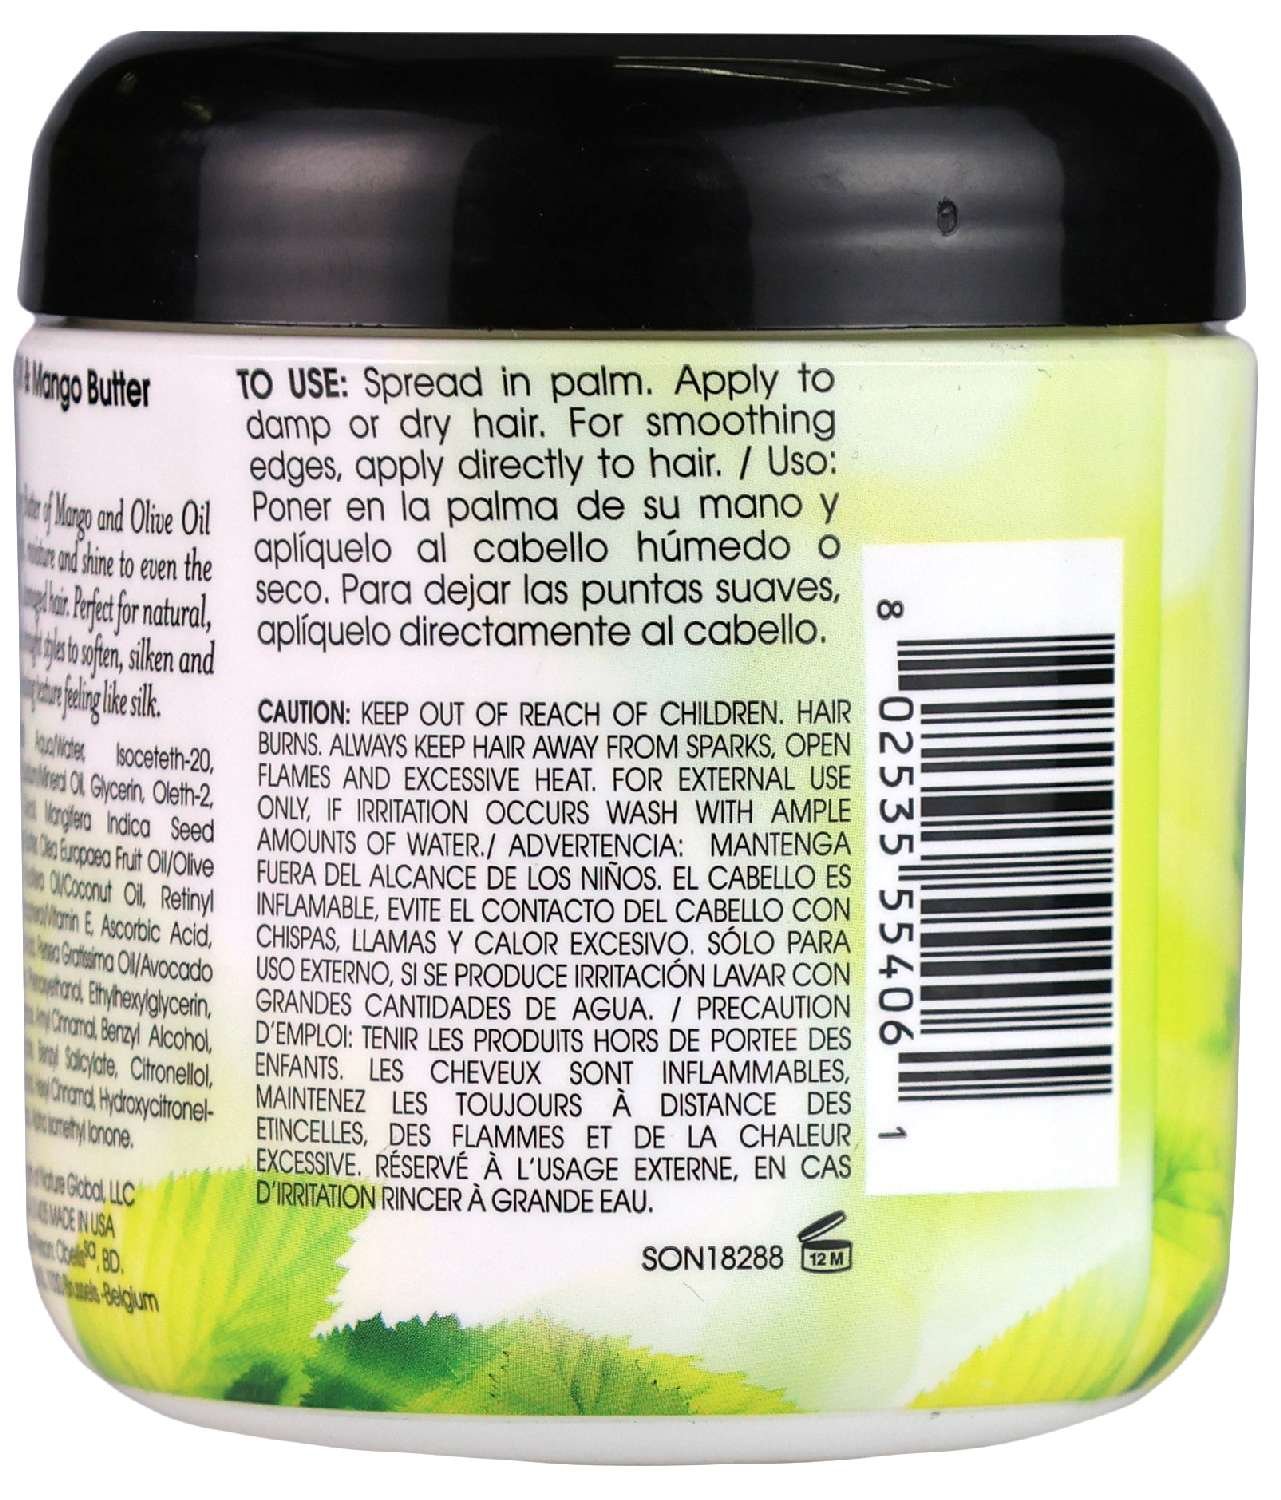 & Mango Butter
of Mango and Olive Oil
and shine to even the
hair. Perfect for natural,
styles to soften, silken and
feeling like silk.
Aqua/Water, Isoceteth-20,
Mineral Oil, Glycerin, Oleth-2,
Mangifera Indica Seed
Olea Europaea Fruit Oil/Olive
Oil/Coconut Oil, Retinyl
E, Ascorbic Acid,
Persea Gratissima Oil/Avocado
Ethylhexylglycerin,
Amyl Cinnamal, Benzyl Alcohol,
Benzyl Salicylate, Citronellol,
Hexyl Cinnamal, Hydroxycitronel-
Alpha Isomethyl Ionone.
of Nature Global, LLC
MADE IN USA
Obelis sa, BD.
-Belgium
TO USE: Spread in palm. Apply to
damp or dry hair. For smoothing
edges, apply directly to hair. / Uso:
Poner en la palma de su mano y
aplíquelo al cabello húmedo o
seco. Para dejar las puntas suaves,
aplíquelo directamente al cabello.
CAUTION: KEEP OUT OF REACH OF CHILDREN. HAIR
BURNS. ALWAYS KEEP HAIR AWAY FROM SPARKS, OPEN
FLAMES AND EXCESSIVE HEAT. FOR EXTERNAL USE
ONLY, IF IRRITATION OCCURS WASH WITH AMPLE
AMOUNTS OF WATER./ ADVERTENCIA: MANTENGA
FUERA DEL ALCANCE DE LOS NIÑOS. EL CABELLO ES
INFLAMABLE, EVITE EL CONTACTO DEL CABELLO CON
CHISPAS, LLAMAS Y CALOR EXCESIVO. SÓLO PARA
USO EXTERNO, SI SE PRODUCE IRRITACIÓN LAVAR CON
GRANDES CANTIDADES DE AGUA. / PRECAUTION
D'EMPLOI: TENIR LES PRODUITS HORS DE PORTEE DES
ENFANTS. LES CHEVEUX SONT INFLAMMABLES,
MAINTENEZ LES TOUJOURS À DISTANCE DES
ETINCELLES, DES FLAMMES ET DE LA CHALEUR
EXCESSIVE. RÉSERVÉ À L'USAGE EXTERNE, EN CAS
D'IRRITATION RINCER À GRANDE EAU.
SON18288 12 M
8 02535 55406 1